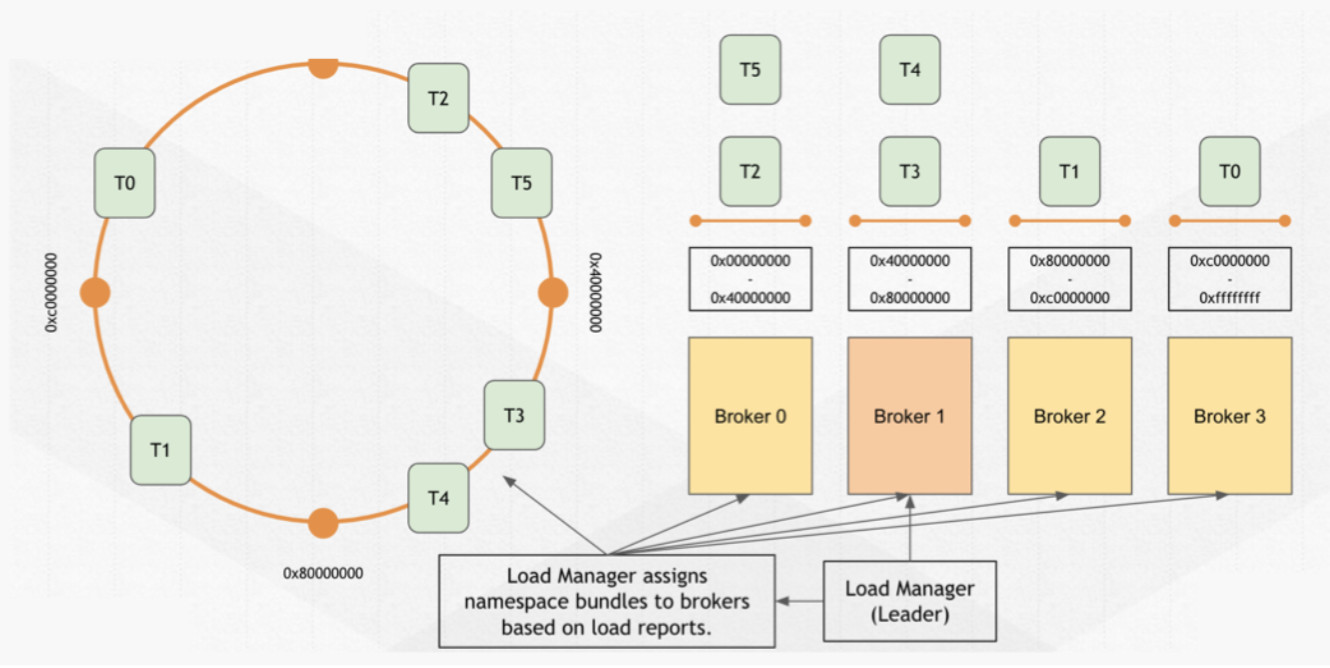 T2
T0
T5
0xc0000000
0x40000000
T3
T1
T4
0x80000000
T5
T4
T2
T3
T1
T0
0x00000000
-
0x40000000
0x40000000
-
0x80000000
0x80000000
-
0xc0000000
0xc0000000
-
0xffffffff
Broker 0
Broker 1
Broker 2
Broker 3
Load Manager assigns
namespace bundles to brokers
based on load reports.
Load Manager
(Leader)